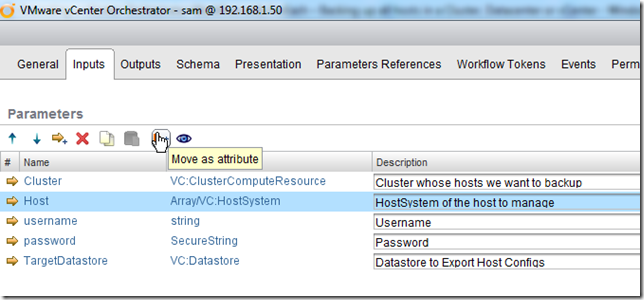 VMware vCenter Orchestrator - sam @ 192.168.1.50
General Inputs Outputs Schema Presentation Parameters References Workflow Tokens Events Perm
Parameters
Move as attribute
# Name Description
Cluster VC:ClusterComputeResource Cluster whose hosts we want to backup
Host Array/VC:HostSystem HostSystem of the host to manage
username string Username
password SecureString Password
TargetDatastore VC:Datastore Datastore to Export Host Configs